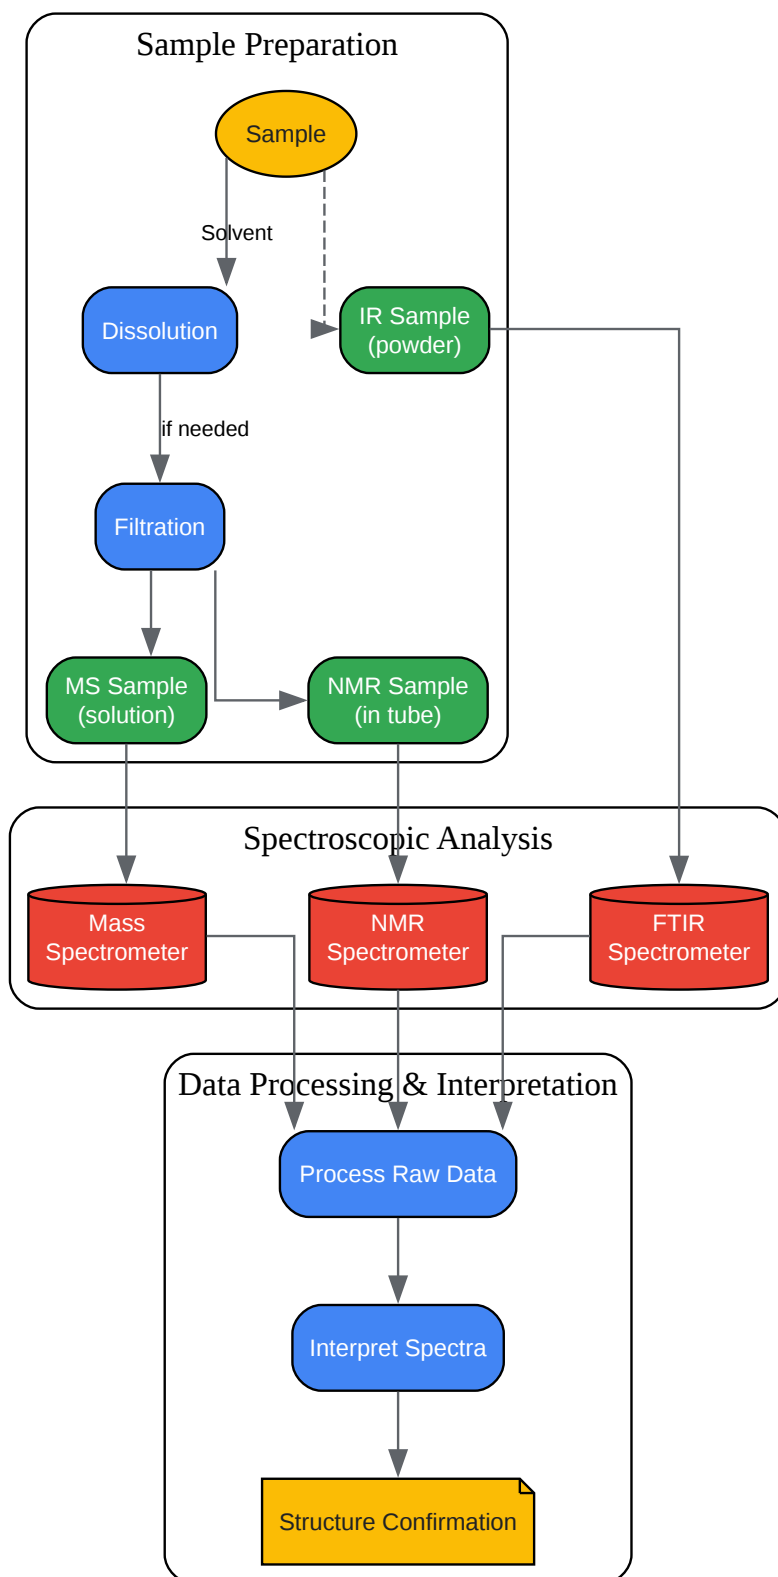 Sample Preparation
Sample
Solvent
Dissolution
IR Sample
(powder)
if needed
Filtration
MS Sample
(solution)
NMR Sample
(in tube)
Spectroscopic Analysis
Mass
Spectrometer
NMR
Spectrometer
FTIR
Spectrometer
Data Processing & Interpretation
Process Raw Data
Interpret Spectra
Structure Confirmation